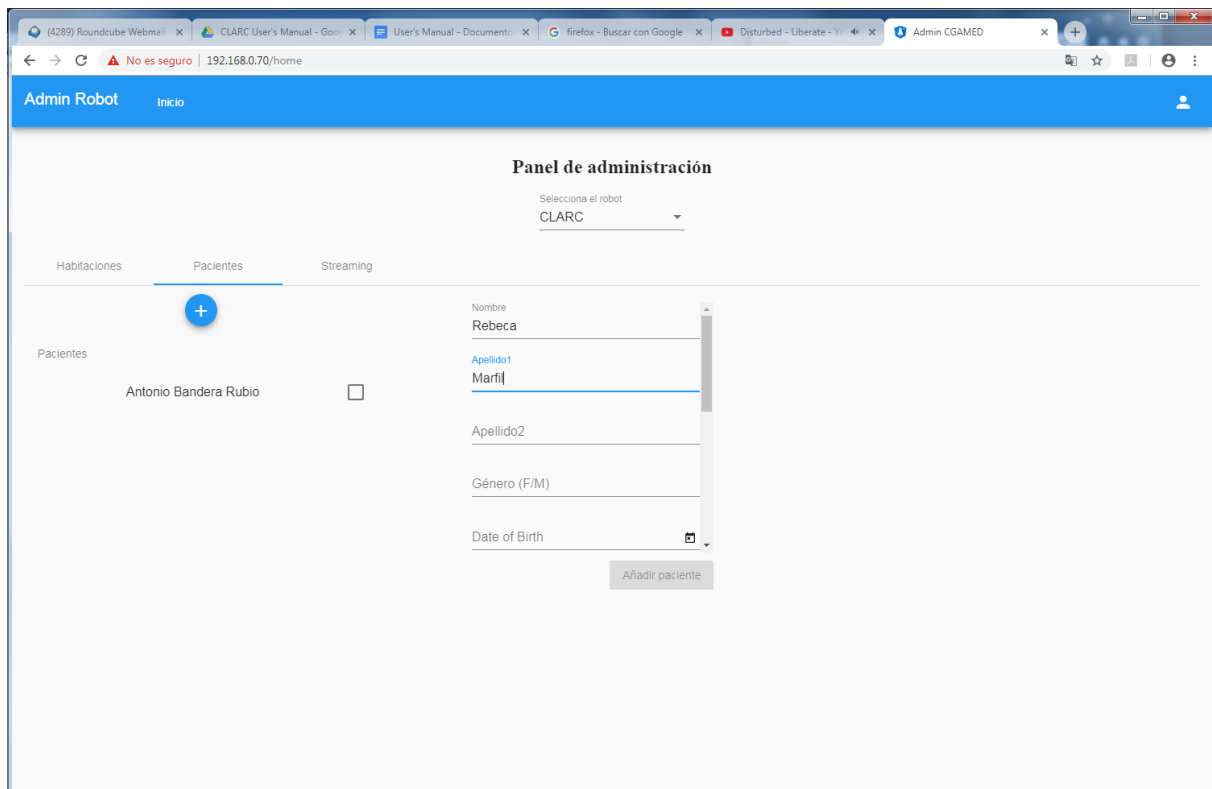 (4289) Roundcube Webmail
CLARC User's Manual - Goo
User's Manual - Documento
firefox - Buscar con Google
Disturbed - Liberate - Y
Admin CGAMED
No es seguro | 192.168.0.70/home
Admin Robot
Inicio
Panel de administración
Selecciona el robot
CLARC
Habitaciones
Pacientes
Streaming
Nombre
Rebeca
Pacientes
Apellido1
Marfil
Antonio Bandera Rubio
Apellido2
Género (F/M)
Date of Birth
Añadir paciente